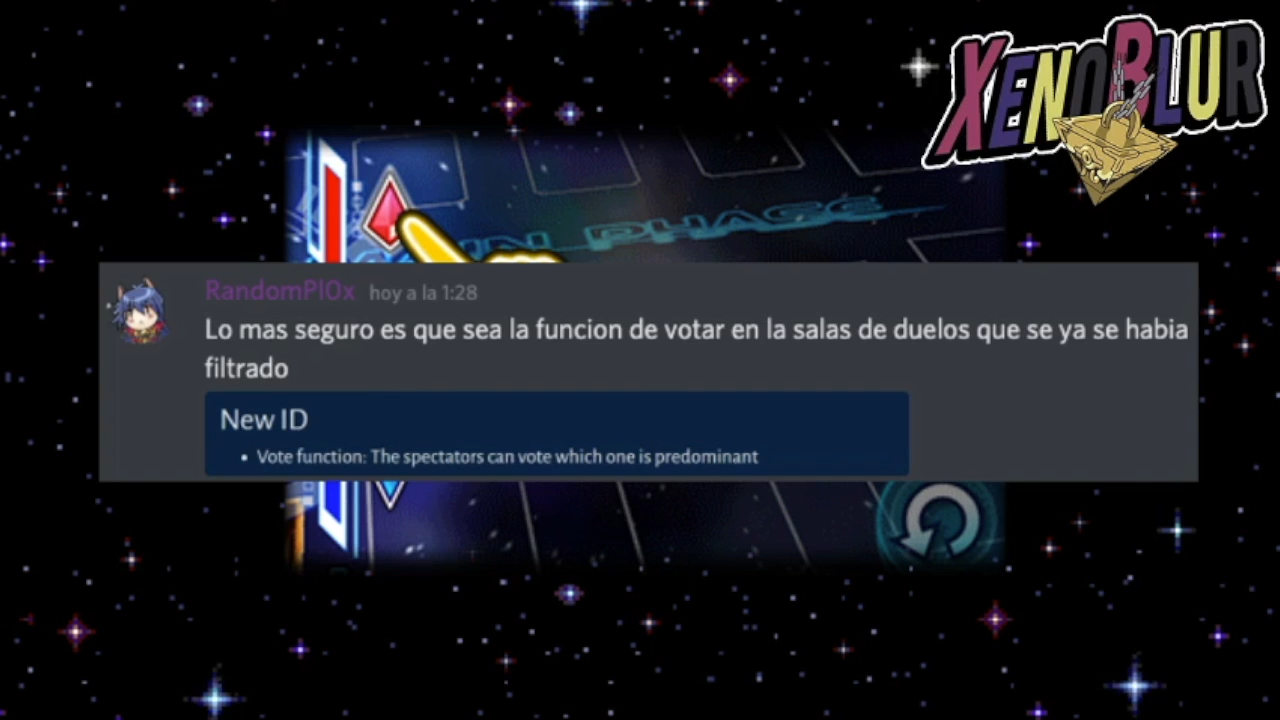 XENOBLUR
IN PHASE
RandomPl0x hoy a la 1:28
Lo mas seguro es que sea la funcion de votar en la salas de duelos que se ya se habia
filtrado
New ID
• Vote function: The spectators can vote which one is predominant